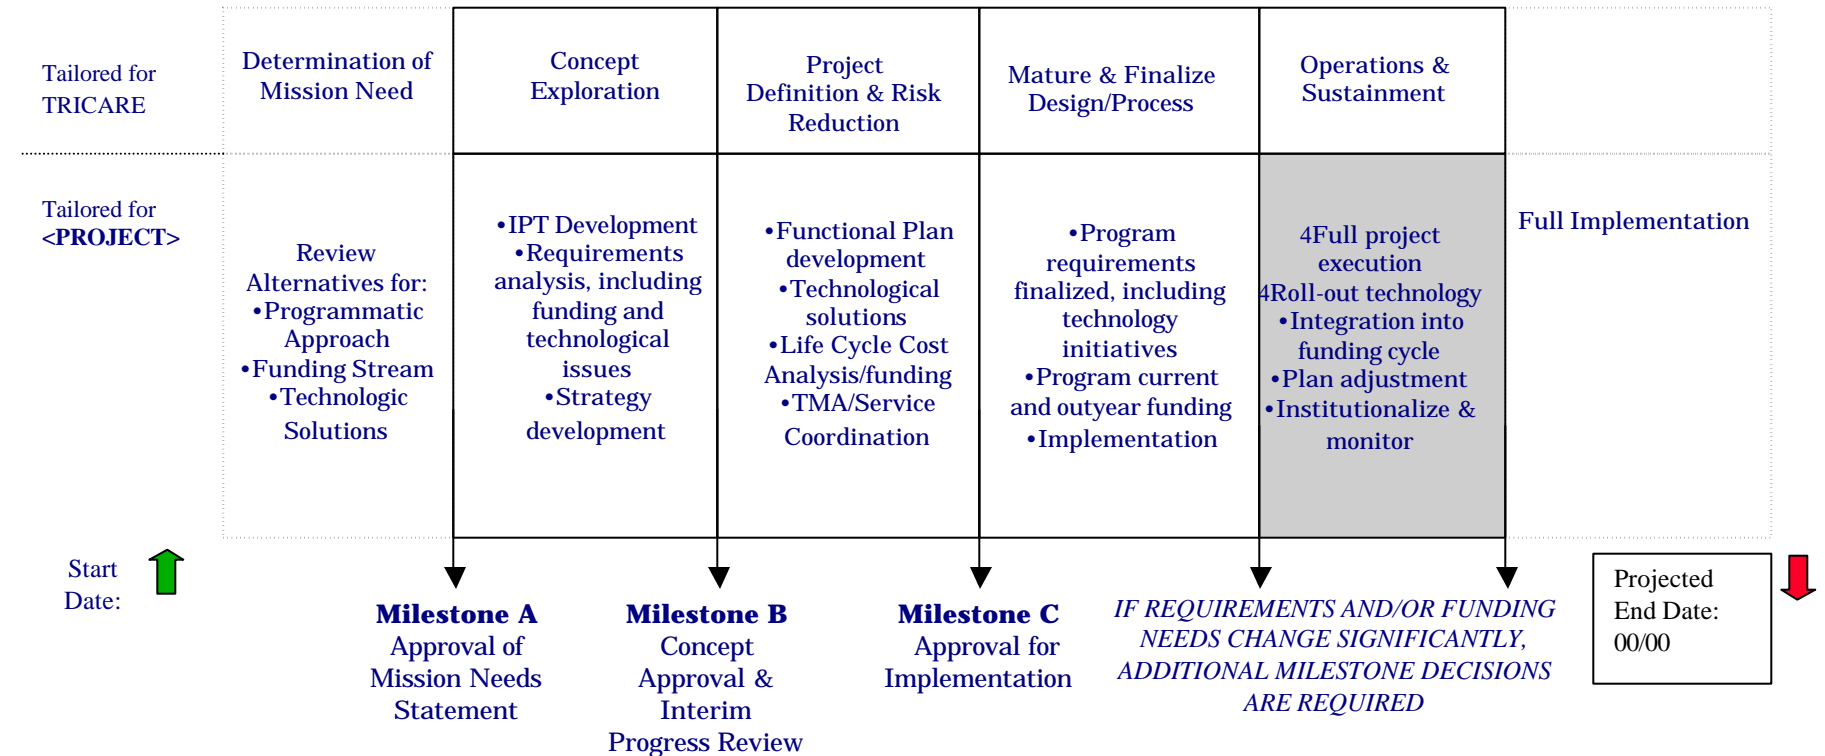 Tailored for
TRICARE
Determination of
Mission Need
Concept
Exploration
Project
Definition & Risk
Reduction
Mature & Finalize
Design/Process
Operations &
Sustainment
Tailored for
<PROJECT>
Review
Alternatives for:
•Programmatic
Approach
•Funding Stream
•Technologic
Solutions
•IPT Development
•Requirements
analysis, including
funding and
technological
issues
•Strategy
development
•Functional Plan
development
•Technological
solutions
•Life Cycle Cost
Analysis/funding
•TMA/Service
Coordination
•Program
requirements
finalized, including
technology
initiatives
•Program current
and outyear funding
•Implementation
4Full project
execution
4Roll-out technology
•Integration into
funding cycle
•Plan adjustment
•Institutionalize &
monitor
Full Implementation
Start
Date:
Milestone A
Approval of
Mission Needs
Statement
Milestone B
Concept
Approval &
Interim
Progress Review
Milestone C
Approval for
Implementation
IF REQUIREMENTS AND/OR FUNDING
NEEDS CHANGE SIGNIFICANTLY,
ADDITIONAL MILESTONE DECISIONS
ARE REQUIRED
Projected
End Date:
00/00